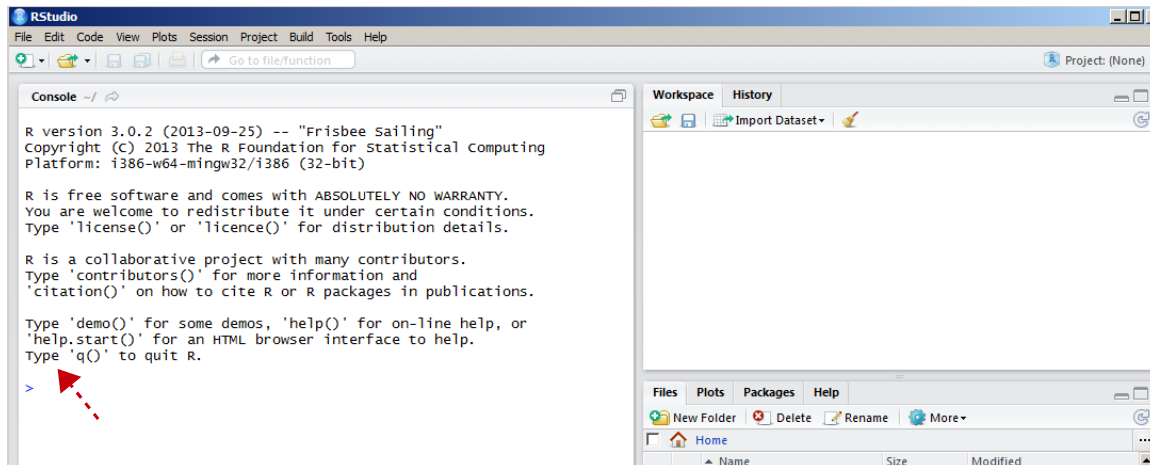 RStudio
File Edit Code View Plots Session Project Build Tools Help
Go to file/function
Project: (None)
Console ~/
R version 3.0.2 (2013-09-25) -- "Frisbee Sailing"
Copyright (C) 2013 The R Foundation for Statistical Computing
Platform: i386-w64-mingw32/i386 (32-bit)
R is free software and comes with ABSOLUTELY NO WARRANTY.
You are welcome to redistribute it under certain conditions.
Type 'license()' or 'licence()' for distribution details.
R is a collaborative project with many contributors.
Type 'contributors()' for more information and
'citation()' on how to cite R or R packages in publications.
Type 'demo()' for some demos, 'help()' for on-line help, or
'help.start()' for an HTML browser interface to help.
Type 'q()' to quit R.
>
Workspace History
Import Dataset
Files Plots Packages Help
New Folder Delete Rename More
Home
Name Size Modified